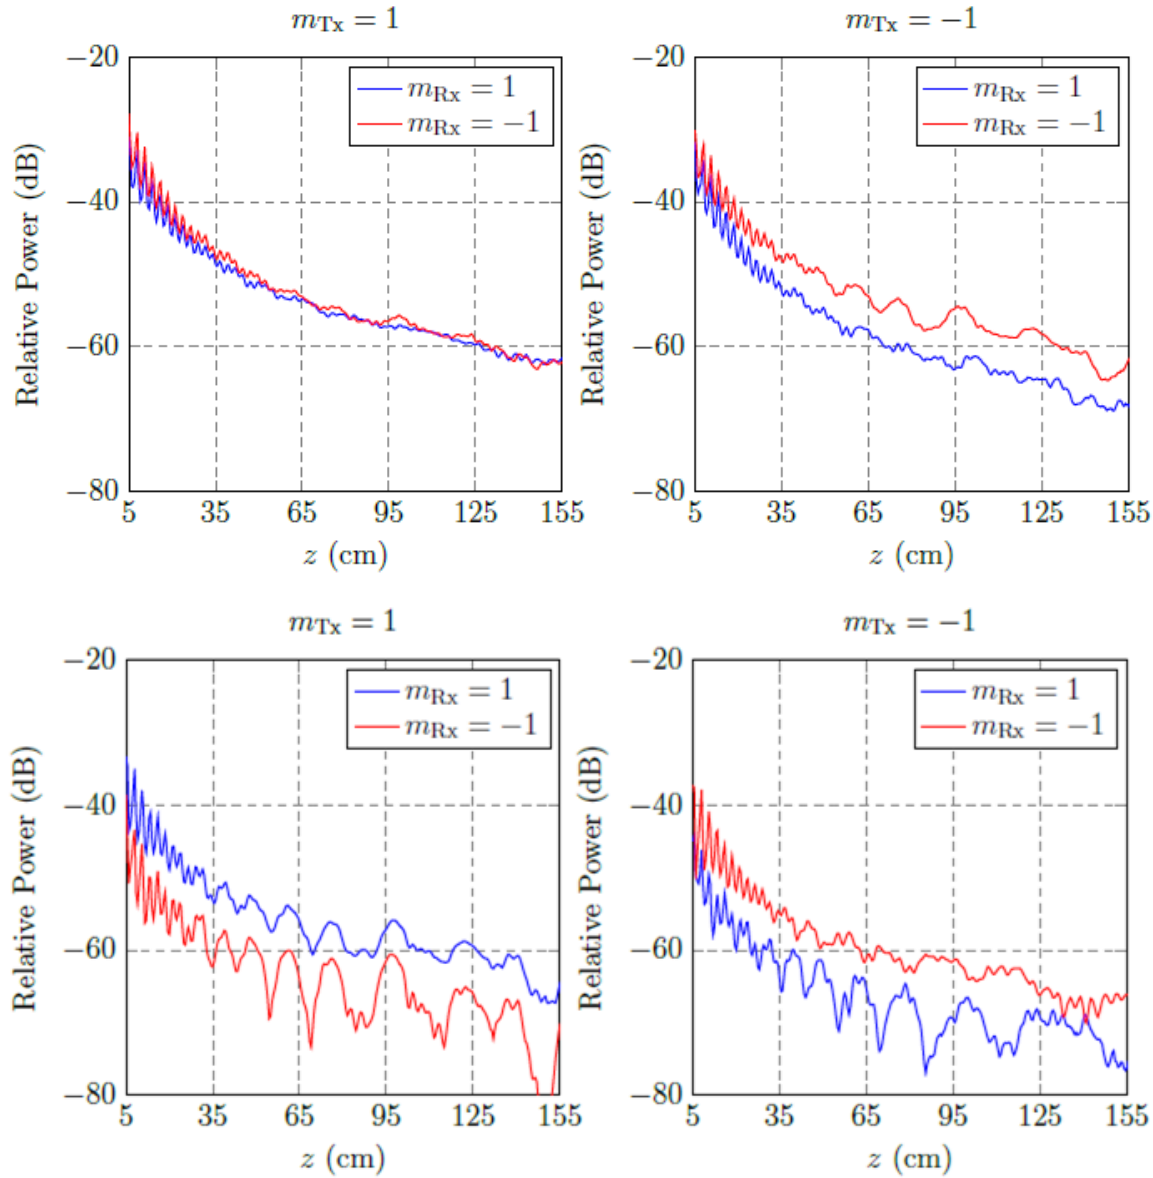 m_Tx = 1
−20
−40
−60
−80
Relative Power (dB)
m_Rx = 1
m_Rx = −1
5 35 65 95 125 155
z (cm)
m_Tx = −1
−20
−40
−60
−80
Relative Power (dB)
m_Rx = 1
m_Rx = −1
5 35 65 95 125 155
z (cm)
m_Tx = 1
−20
−40
−60
−80
Relative Power (dB)
m_Rx = 1
m_Rx = −1
5 35 65 95 125 155
z (cm)
m_Tx = −1
−20
−40
−60
−80
Relative Power (dB)
m_Rx = 1
m_Rx = −1
5 35 65 95 125 155
z (cm)